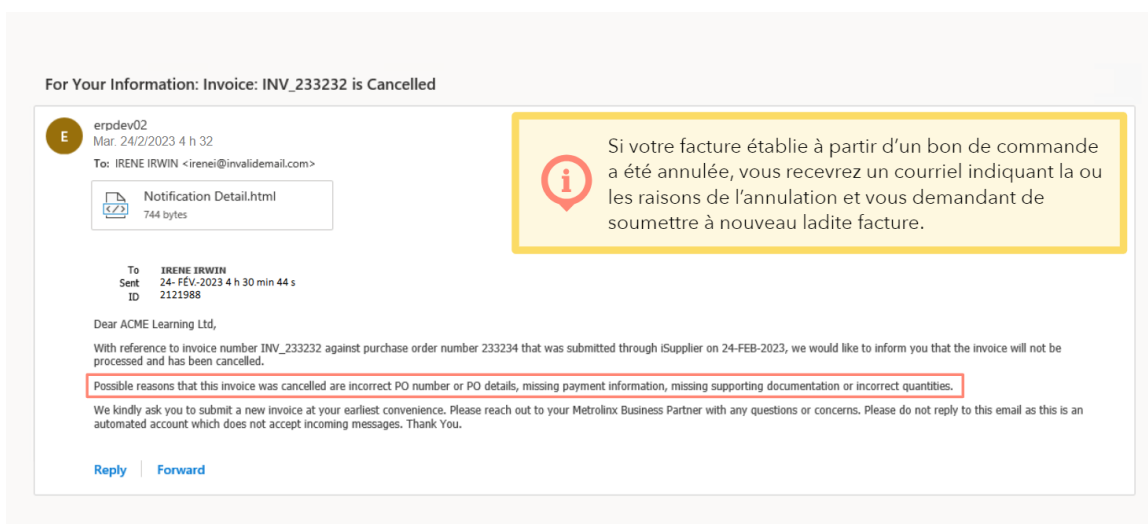 For Your Information: Invoice: INV_233232 is Cancelled
E
erpdev02
Mar. 24/2/2023 4 h 32
To: IRENE IRWIN <irenei@invalidemail.com>
Notification Detail.html
744 bytes
Si votre facture établie à partir d’un bon de commande
a été annulée, vous recevrez un courriel indiquant la ou
les raisons de l’annulation et vous demandant de
soumettre à nouveau ladite facture.
To IRENE IRWIN
Sent 24- FÉV.-2023 4 h 30 min 44 s
ID 2121988
Dear ACME Learning Ltd,
With reference to invoice number INV_233232 against purchase order number 233234 that was submitted through iSupplier on 24-FEB-2023, we would like to inform you that the invoice will not be
processed and has been cancelled.
Possible reasons that this invoice was cancelled are incorrect PO number or PO details, missing payment information, missing supporting documentation or incorrect quantities.
We kindly ask you to submit a new invoice at your earliest convenience. Please reach out to your Metrolinx Business Partner with any questions or concerns. Please do not reply to this email as this is an
automated account which does not accept incoming messages. Thank You.
Reply Forward